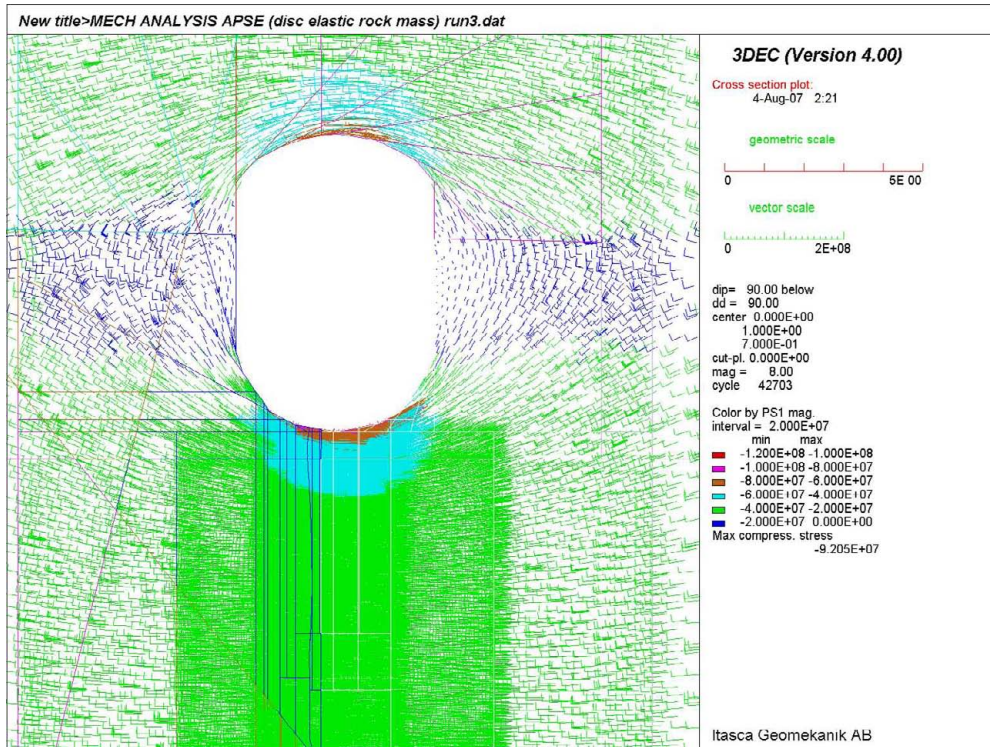 New title>MECH ANALYSIS APSE (disc elastic rock mass) run3.dat
3DEC (Version 4.00)
Cross section plot:
4-Aug-07 2:21
geometric scale
0 5E 00
vector scale
0 2E+08
dip= 90.00 below
dd = 90.00
center 0.000E+00
1.000E+00
7.000E-01
cut-pl. 0.000E+00
mag = 8.00
cycle 42703
Color by PS1 mag.
interval = 2.000E+07
min max
-1.200E+08 -1.000E+08
-1.000E+08 -8.000E+07
-8.000E+07 -6.000E+07
-6.000E+07 -4.000E+07
-4.000E+07 -2.000E+07
-2.000E+07 0.000E+00
Max compress. stress
-9.205E+07
Itasca Geomekanik AB